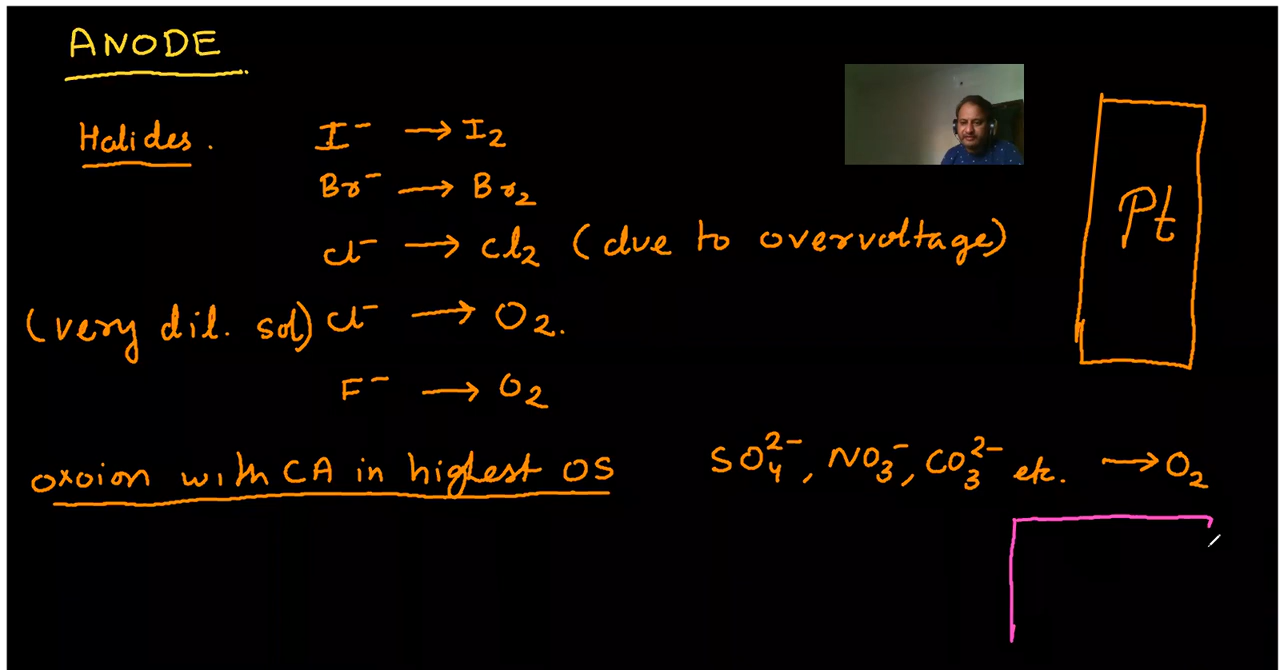 ANODE
Halides.
I⁻ → I₂
Br⁻ → Br₂
Cl⁻ → Cl₂ (due to overvoltage)
(very dil. sol) Cl⁻ → O₂.
F⁻ → O₂
Pt
oxoion with CA in highest OS
SO₄²⁻, NO₃⁻, CO₃²⁻ etc. → O₂